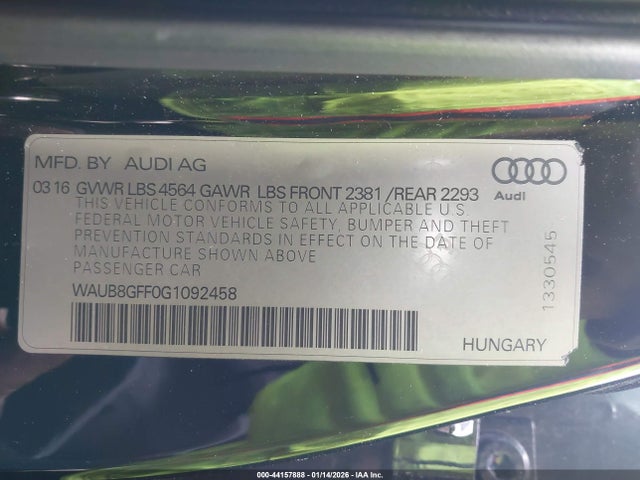 MFD. BY AUDI AG
Audi
03 16 GVWR LBS 4564 GAWR LBS FRONT 2381 /REAR 2293
THIS VEHICLE CONFORMS TO ALL APPLICABLE U.S.
FEDERAL MOTOR VEHICLE SAFETY, BUMPER AND THEFT
PREVENTION STANDARDS IN EFFECT ON THE DATE OF
MANUFACTURE SHOWN ABOVE
PASSENGER CAR
WAUB8GFF0G1092458
1330545
HUNGARY
000-44157888 01/14/2026 IAA Inc.